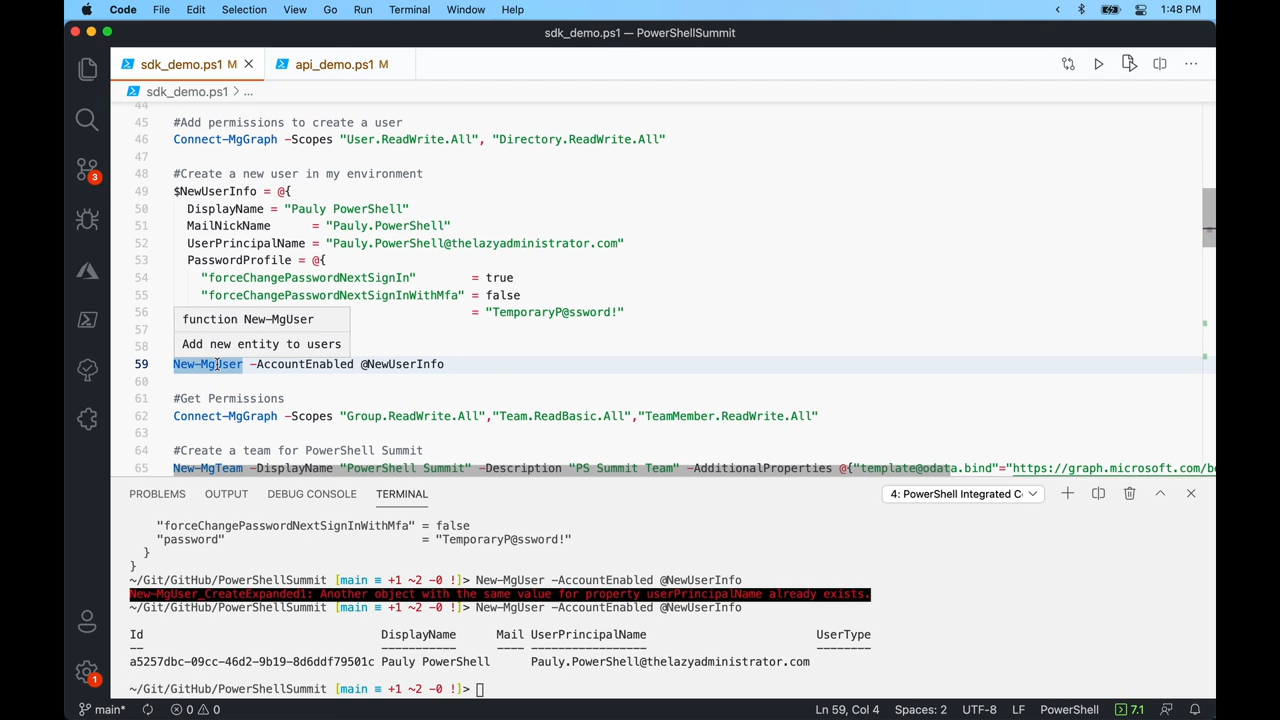 Code File Edit Selection View Go Run Terminal Window Help 1:48 PM
sdk_demo.ps1 — PowerShellSummit
sdk_demo.ps1 M api_demo.ps1 M
sdk_demo.ps1 > ...
44
45 #Add permissions to create a user
46 Connect-MgGraph -Scopes "User.ReadWrite.All", "Directory.ReadWrite.All"
47
48 #Create a new user in my environment
49 $NewUserInfo = @{
50 DisplayName = "Pauly PowerShell"
51 MailNickName = "Pauly.PowerShell"
52 UserPrincipalName = "Pauly.PowerShell@thelazyadministrator.com"
53 PasswordProfile = @{
54 "forceChangePasswordNextSignIn" = true
55 "forceChangePasswordNextSignInWithMfa" = false
56 = "TemporaryP@ssword!"
function New-MgUser
57
Add new entity to users
58
59 New-MgUser -AccountEnabled @NewUserInfo
60
61 #Get Permissions
62 Connect-MgGraph -Scopes "Group.ReadWrite.All","Team.ReadBasic.All","TeamMember.ReadWrite.All"
63
64 #Create a team for PowerShell Summit
65 New-MgTeam -DisplayName "PowerShell Summit" -Description "PS Summit Team" -AdditionalProperties @{"template@odata.bind"="https://graph.microsoft.com/be
PROBLEMS OUTPUT DEBUG CONSOLE TERMINAL 4: PowerShell Integrated C
"forceChangePasswordNextSignInWithMfa" = false
"password" = "TemporaryP@ssword!"
}
}
~/Git/GitHub/PowerShellSummit [main ≡ +1 ~2 -0 !]> New-MgUser -AccountEnabled @NewUserInfo
New-MgUser_CreateExpanded1: Another object with the same value for property userPrincipalName already exists.
~/Git/GitHub/PowerShellSummit [main ≡ +1 ~2 -0 !]> New-MgUser -AccountEnabled @NewUserInfo
Id DisplayName Mail UserPrincipalName UserType
-- ----------- ---- ----------------- --------
a5257dbc-09cc-46d2-9b19-8d6ddf79501c Pauly PowerShell Pauly.PowerShell@thelazyadministrator.com
~/Git/GitHub/PowerShellSummit [main ≡ +1 ~2 -0 !]>
main* 0 0 Ln 59, Col 4 Spaces: 2 UTF-8 LF PowerShell 7.1
3
1